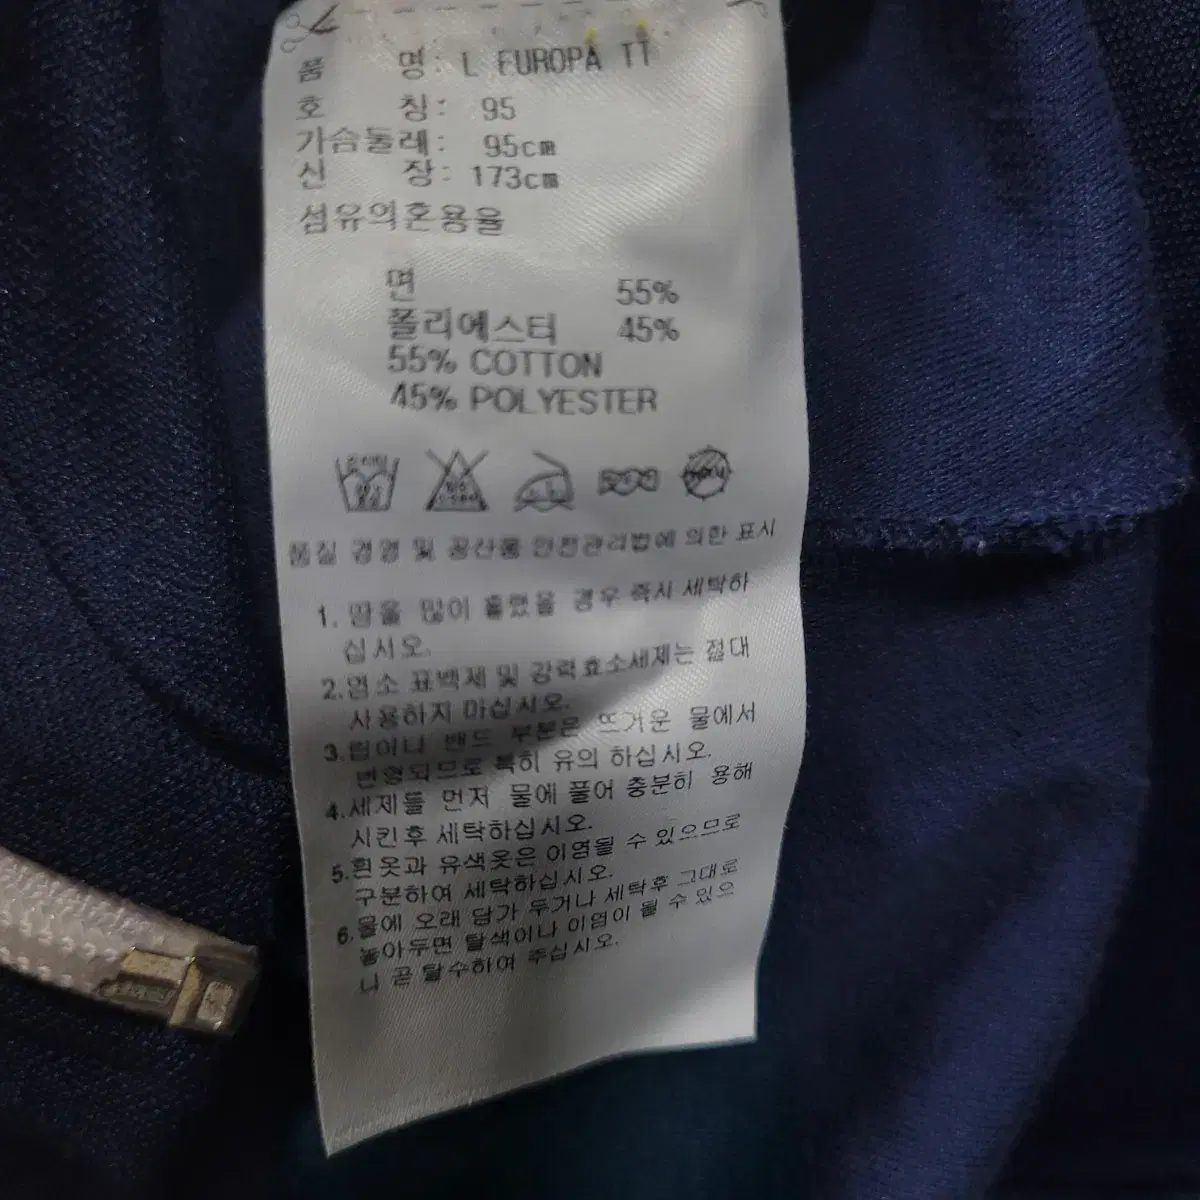 품 명: L EUROPA TT
호 칭: 95
가슴둘레: 95cm
신 장: 173cm
섬유의혼용율
면 55%
폴리에스터 45%
55% COTTON
45% POLYESTER
품질 경영 및 공산품 안전관리법에 의한 표시
1. 땀을 많이 흘렸을 경우 즉시 세탁하
십시오.
2.염소 표백제 및 강력효소세제는 절대
사용하지 마십시오.
3.립이나 밴드 부분은 뜨거운 물에서
변형되므로 특히 유의 하십시오.
4.세제를 먼저 물에 풀어 충분히 용해
시킨후 세탁하십시오.
5.흰옷과 유색옷은 이염될 수 있으므로
구분하여 세탁하십시오.
6.물에 오래 담가 두거나 세탁후 그대로
놓아두면 탈색이나 이염이 될 수 있으
니 곧 탈수하여 주십시오.